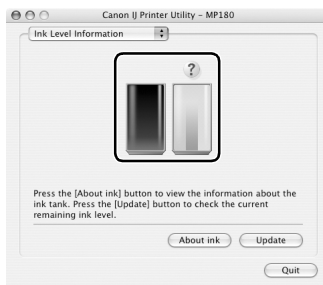 Canon IJ Printer Utility – MP180
Ink Level Information
?
Press the [About ink] button to view the information about the
ink tank. Press the [Update] button to check the current
remaining ink level.
About ink Update
Quit